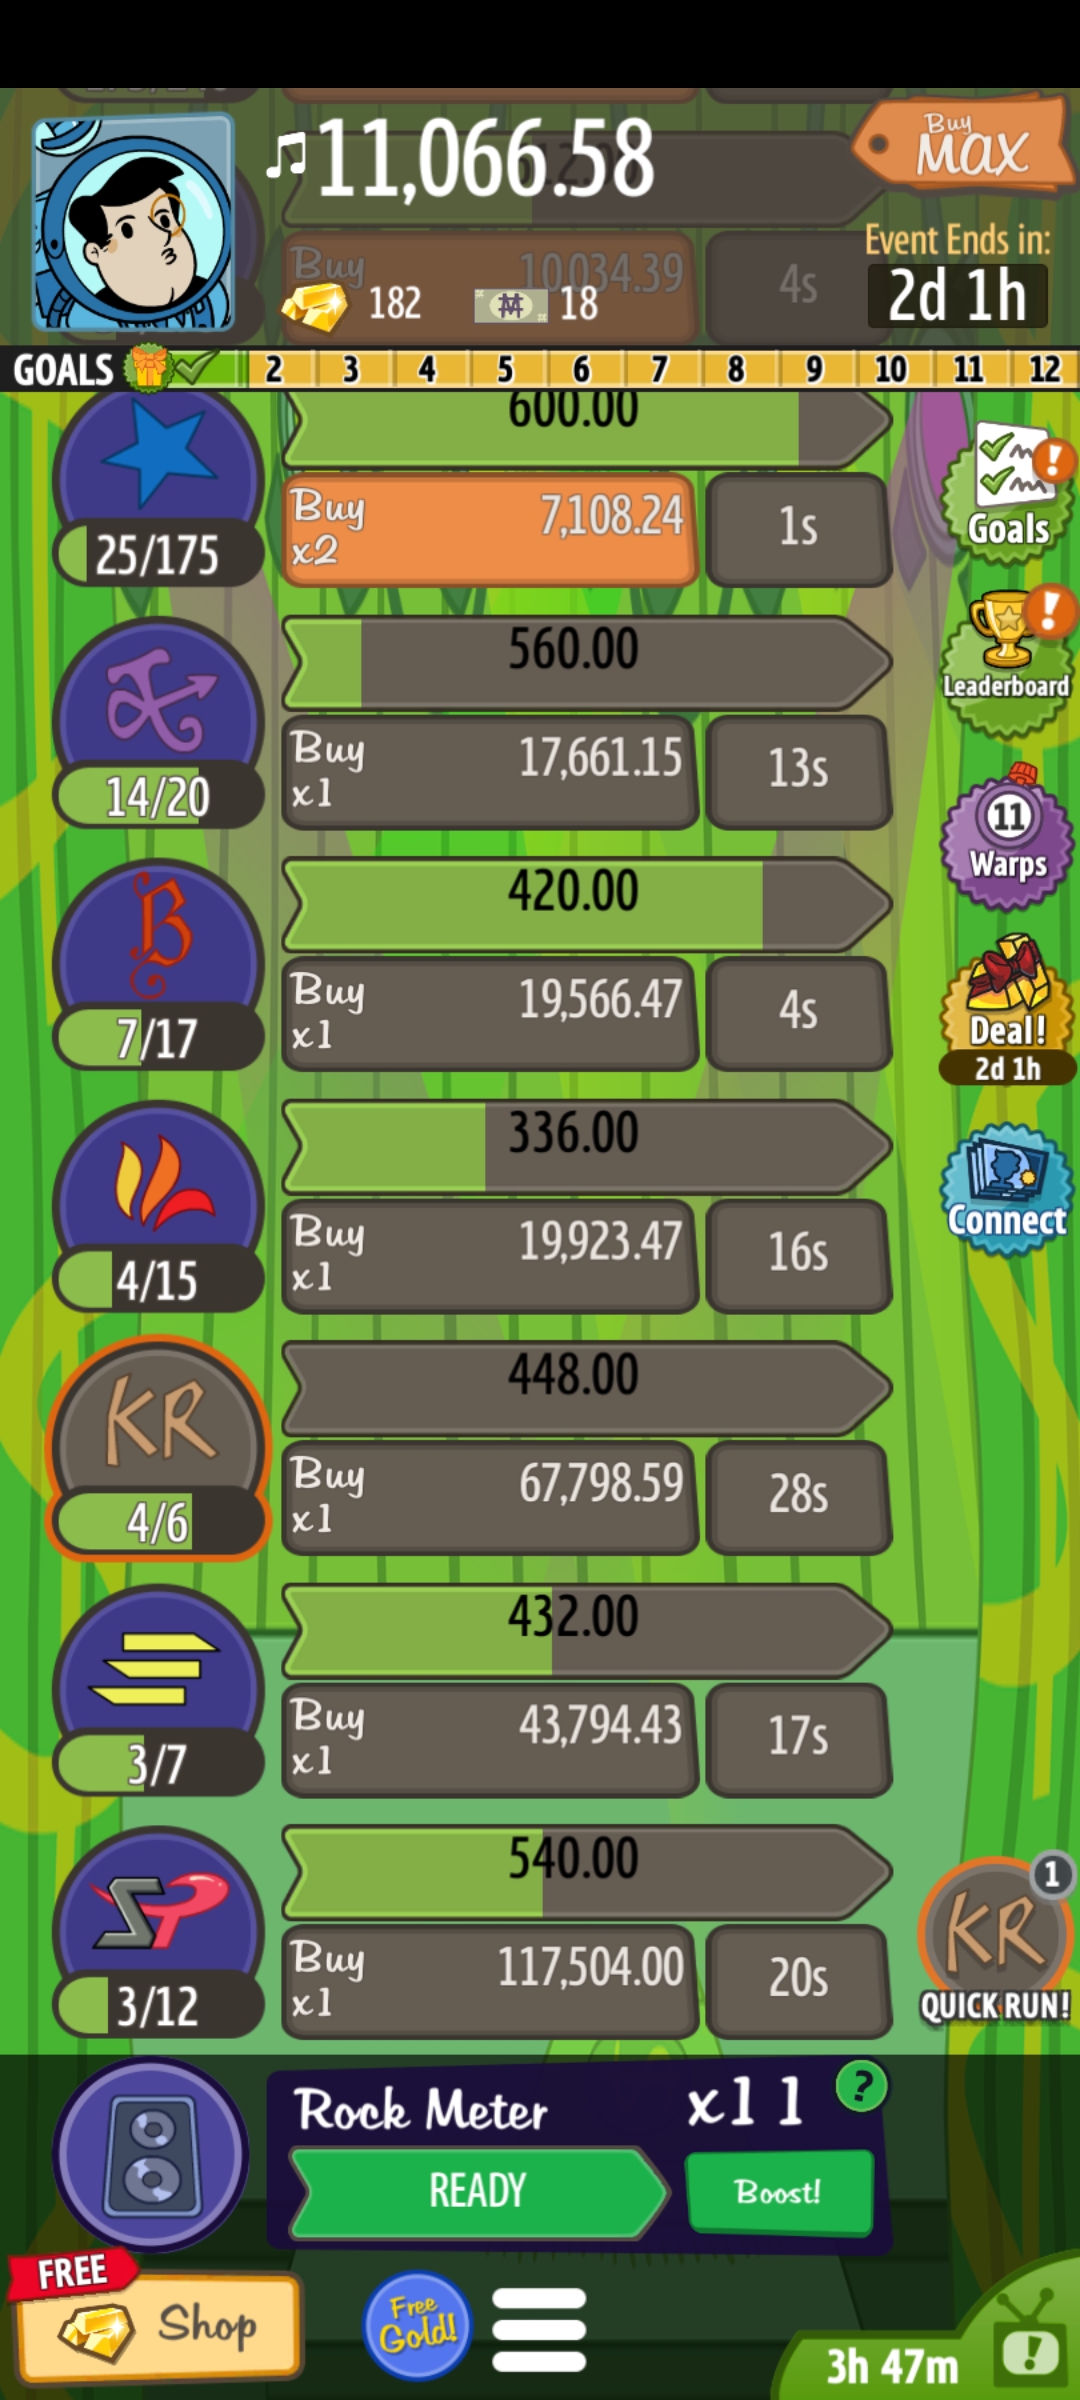 ♫11,066.58
Buy
MAX
Event Ends in:
2d 1h
Buy
10034.39
4s
182
18
GOALS
2 3 4 5 6 7 8 9 10 11 12
600.00
Buy
x2
7,108.24
1s
25/175
Goals
560.00
Buy
x1
17,661.15
13s
14/20
Leaderboard
420.00
Buy
x1
19,566.47
4s
7/17
11
Warps
336.00
Buy
x1
19,923.47
16s
4/15
Deal!
2d 1h
Connect
KR
448.00
Buy
x1
67,798.59
28s
4/6
432.00
Buy
x1
43,794.43
17s
3/7
540.00
Buy
x1
117,504.00
20s
3/12
1
KR
QUICK RUN!
Rock Meter
x11
?
READY
Boost!
FREE
Shop
Free
Gold!
3h 47m